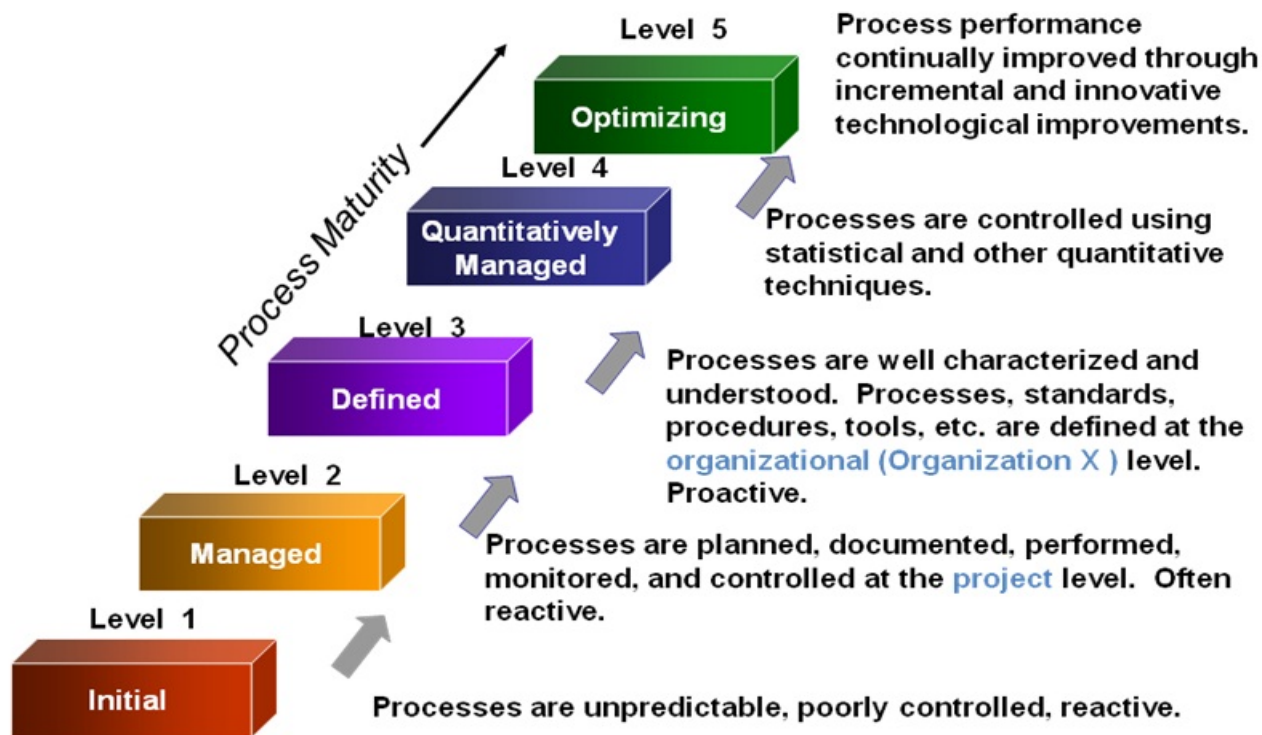 Level 5
Optimizing
Process performance
continually improved through
incremental and innovative
technological improvements.
Process Maturity
Level 4
Quantitatively
Managed
Processes are controlled using
statistical and other quantitative
techniques.
Level 3
Defined
Processes are well characterized and
understood. Processes, standards,
procedures, tools, etc. are defined at the
organizational (Organization X ) level.
Proactive.
Level 2
Managed
Processes are planned, documented, performed,
monitored, and controlled at the project level. Often
reactive.
Level 1
Initial
Processes are unpredictable, poorly controlled, reactive.